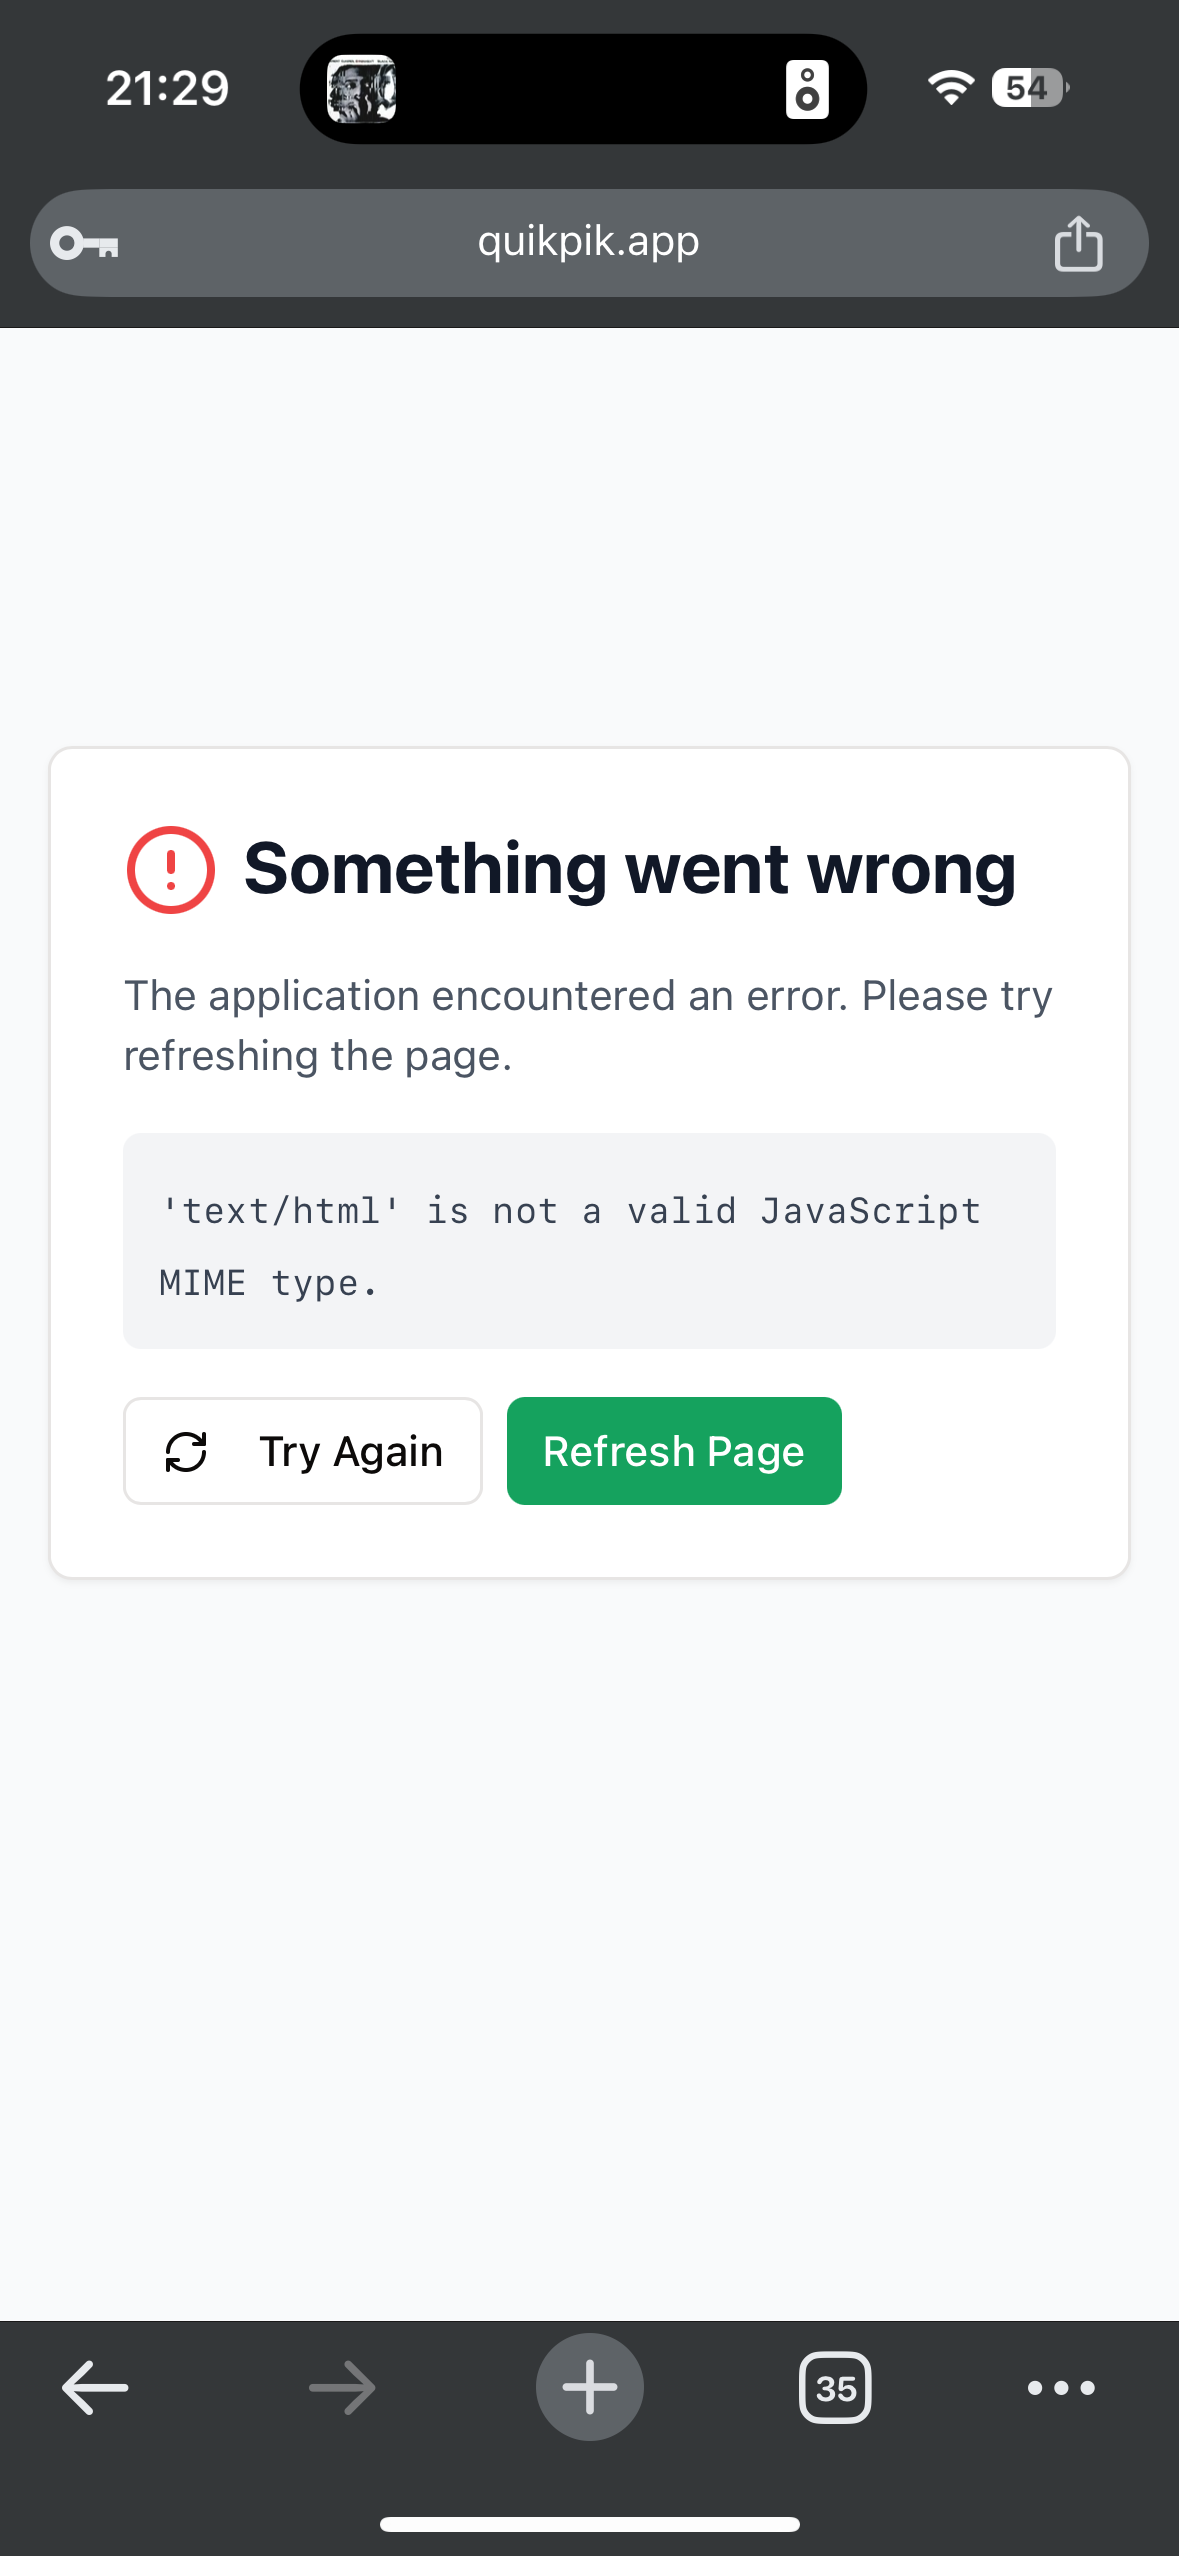 21:29
54
quikpik.app
Something went wrong
The application encountered an error. Please try
refreshing the page.
'text/html' is not a valid JavaScript
MIME type.
Try Again
Refresh Page
35